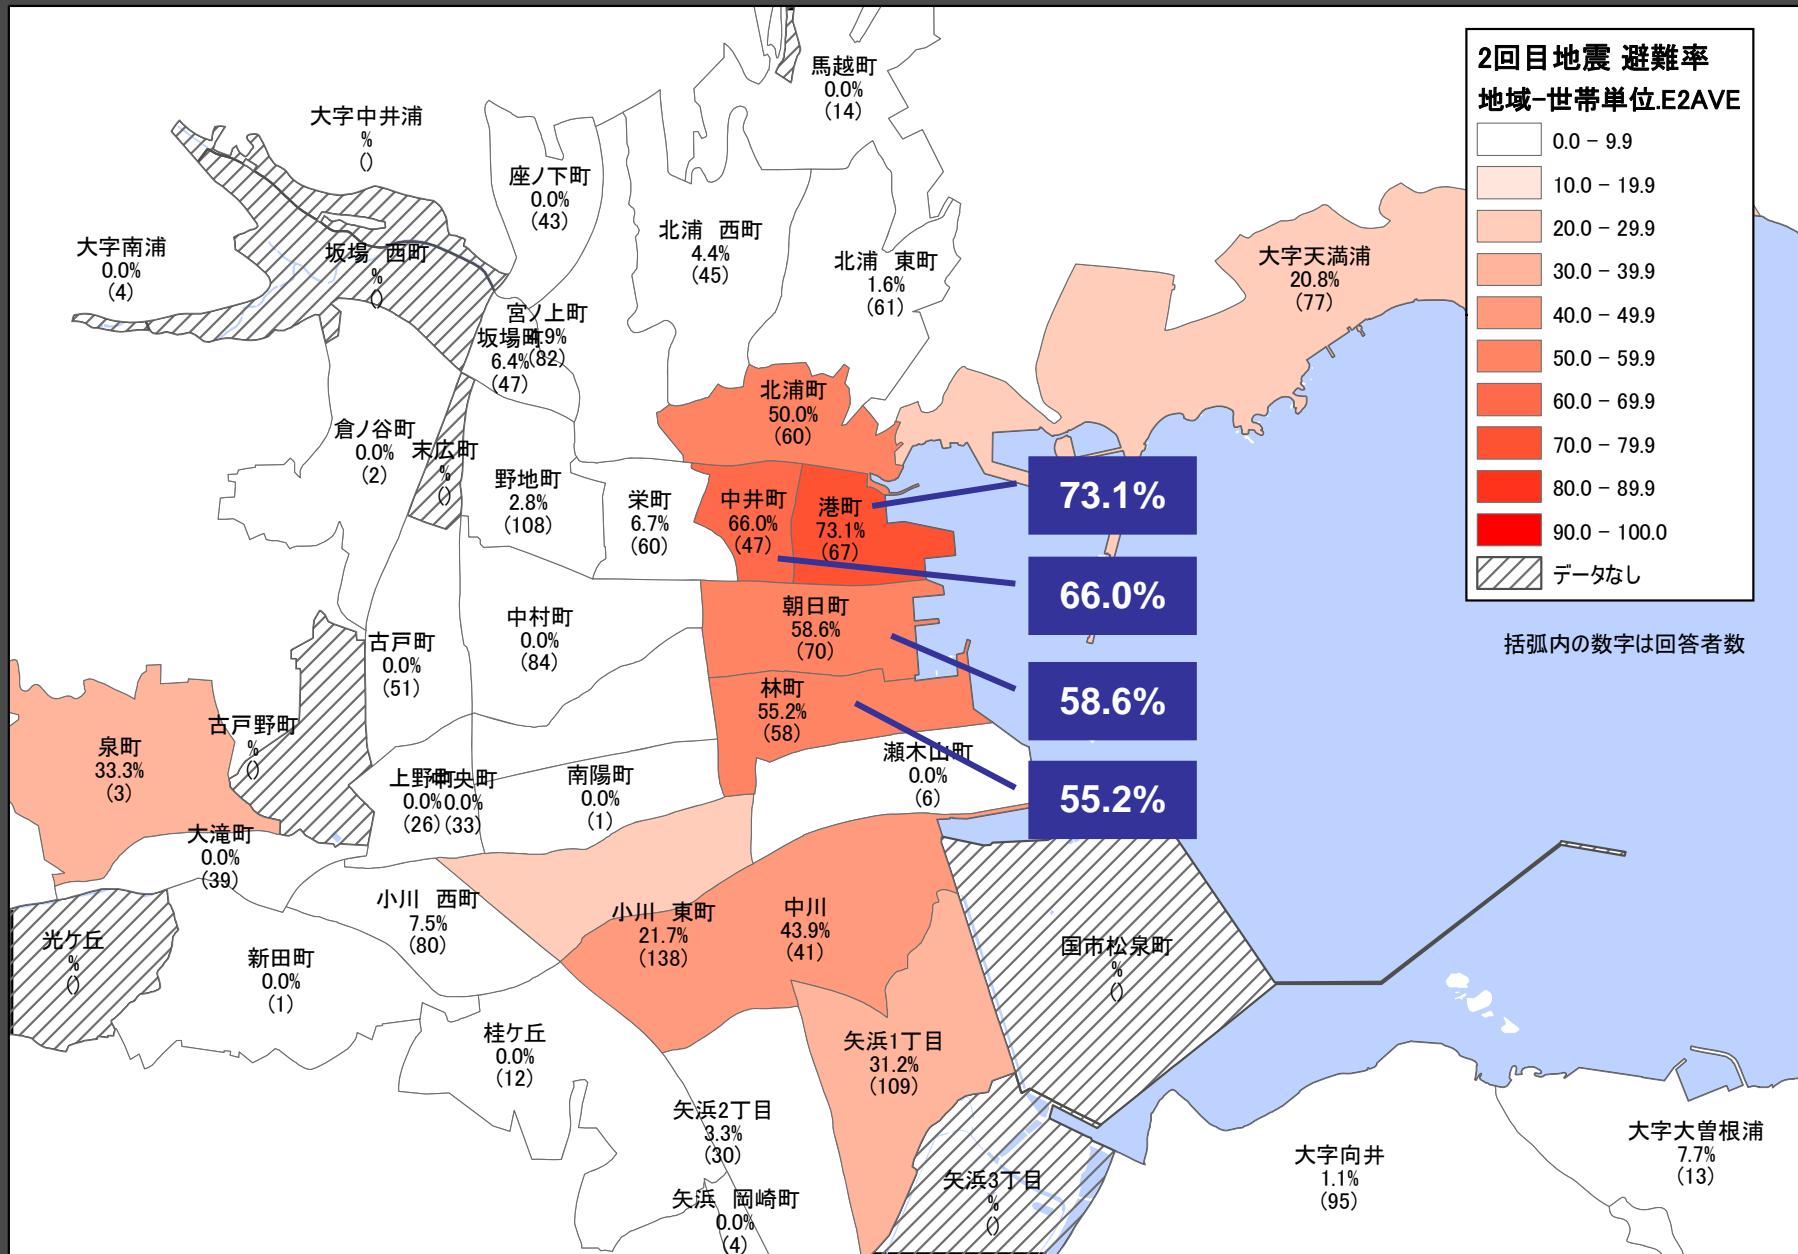 2回目地震 避難率
地域-世帯単位.E2AVE
0.0 - 9.9
10.0 - 19.9
20.0 - 29.9
30.0 - 39.9
40.0 - 49.9
50.0 - 59.9
60.0 - 69.9
70.0 - 79.9
80.0 - 89.9
90.0 - 100.0
データなし
括弧内の数字は回答者数
馬越町
0.0%
(14)
大字中井浦
%
()
座ノ下町
0.0%
(43)
北浦 西町
4.4%
(45)
北浦 東町
1.6%
(61)
大字南浦
0.0%
(4)
坂場 西町
%
()
大字天満浦
20.8%
(77)
宮ノ上町
(82)
坂場町
6.4%
(47)
北浦町
50.0%
(60)
倉ノ谷町
0.0%
(2)
末広町
%
()
野地町
2.8%
(108)
栄町
6.7%
(60)
中井町
66.0%
(47)
港町
73.1%
(67)
73.1%
66.0%
58.6%
55.2%
朝日町
58.6%
(70)
中村町
0.0%
(84)
古戸町
0.0%
(51)
林町
55.2%
(58)
古戸野町
%
()
泉町
33.3%
(3)
瀬木山町
0.0%
(6)
上野町
0.0%
(26)
中央町
0.0%
(33)
南陽町
0.0%
(1)
大滝町
0.0%
(39)
小川 西町
7.5%
(80)
小川 東町
21.7%
(138)
中川
43.9%
(41)
光ケ丘
%
()
新田町
0.0%
(1)
国市松泉町
%
()
桂ケ丘
0.0%
(12)
矢浜1丁目
31.2%
(109)
矢浜2丁目
3.3%
(30)
矢浜 岡崎町
0.0%
(4)
矢浜3丁目
%
()
大字向井
1.1%
(95)
大字大曽根浦
7.7%
(13)